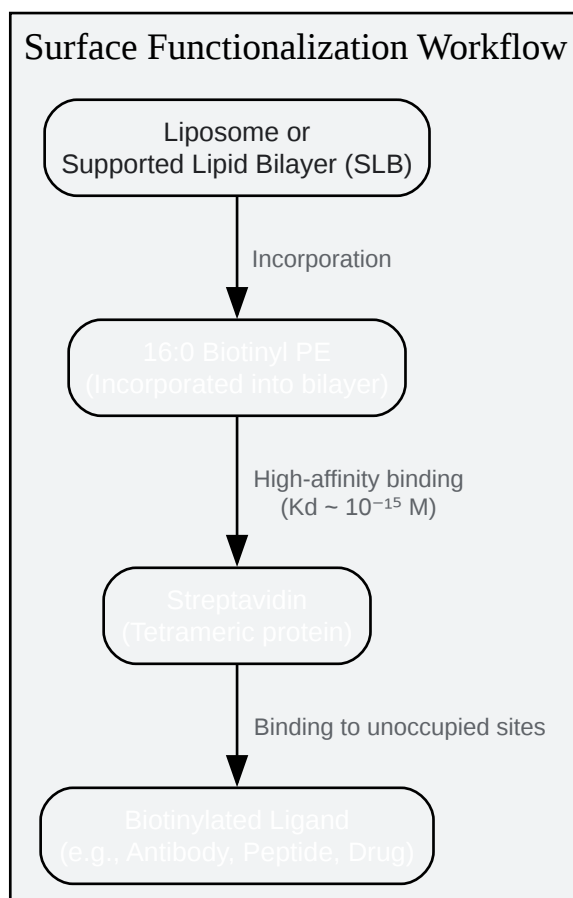 Surface Functionalization Workflow
Liposome or
Supported Lipid Bilayer (SLB)
Incorporation
16:0 Biotinyl PE
(Incorporated into bilayer)
High-affinity binding
(Kd ~ 10⁻¹⁵ M)
Streptavidin
(Tetrameric protein)
Binding to unoccupied sites
Biotinylated Ligand
(e.g., Antibody, Peptide, Drug)